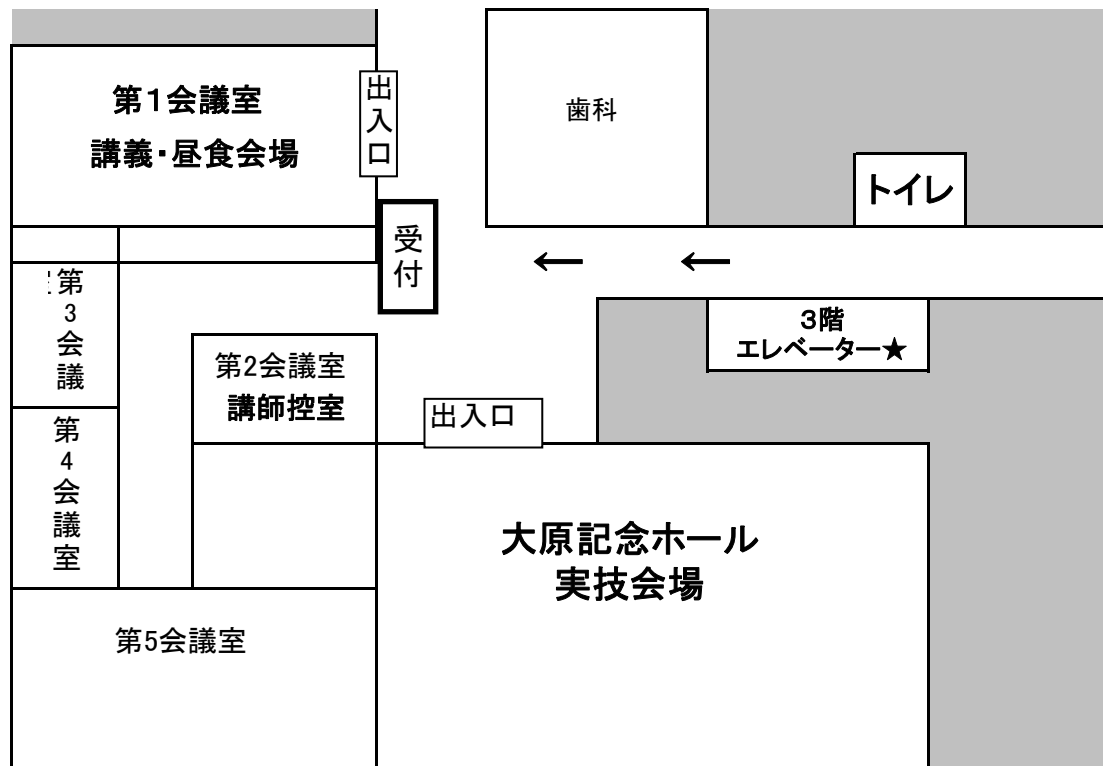 第１会議室
講義・昼食会場
出入口
歯科
トイレ
受付
← ←
第3会議
３階
エレベーター★
第2会議室
講師控室
出入口
第4会議室
大原記念ホール
実技会場
第5会議室